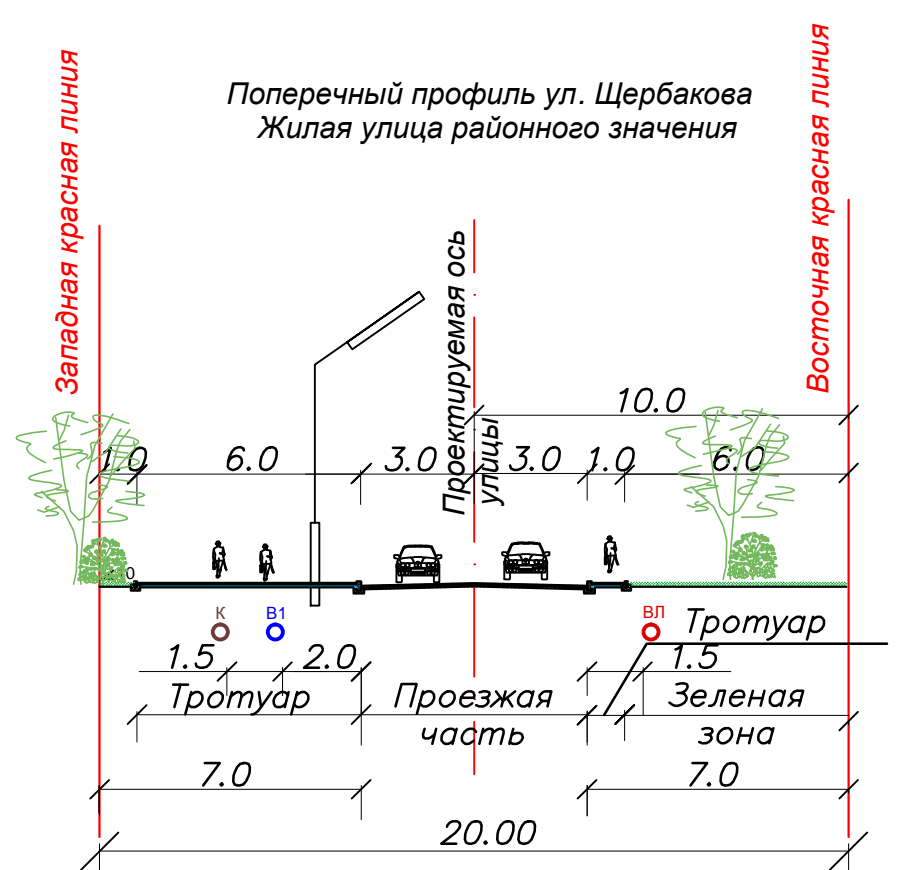 Поперечный профиль ул. Щербакова
Жилая улица районного значения
Западная красная линия
Проектируемая ось
улицы
Восточная красная линия
10.0
1.0
6.0
3.0
3.0
1.0
6.0
К
В1
ВЛ
Тротуар
1.5
2.0
1.5
Тротуар
Проезжая
часть
Зеленая
зона
7.0
7.0
20.00